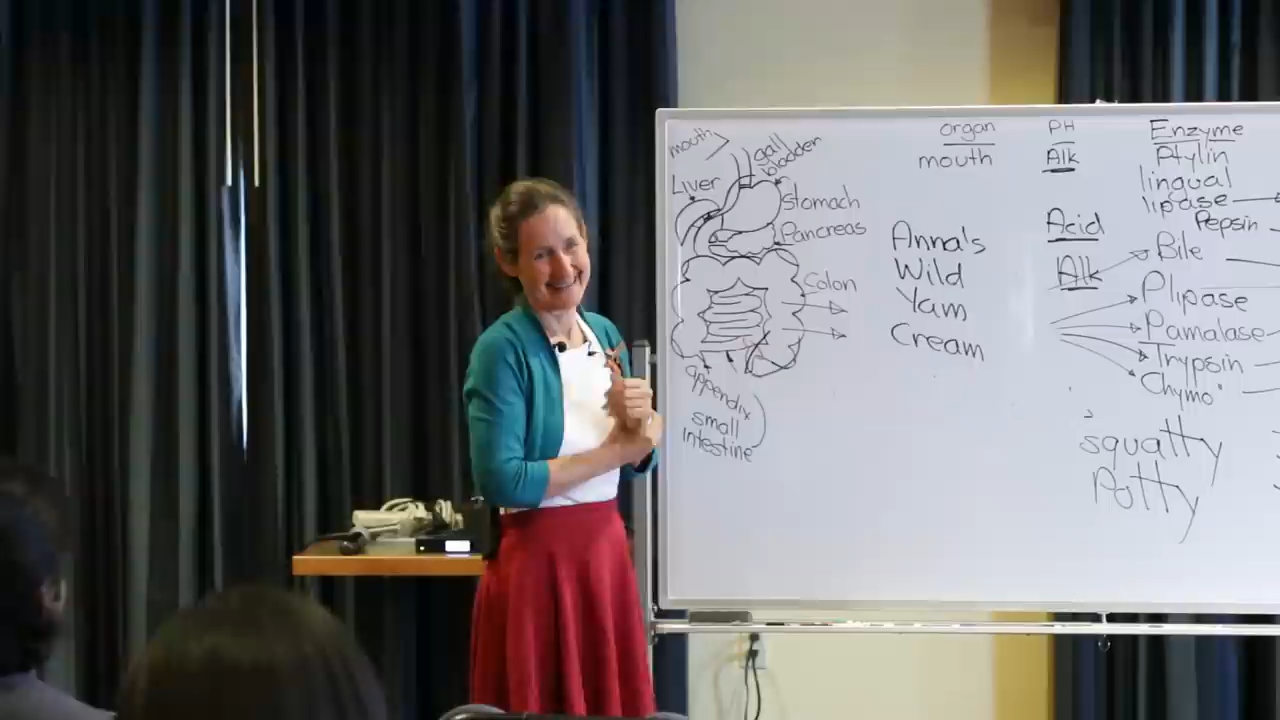 mouth
gall
bladder
Liver
Stomach
Pancreas
Colon
appendix
small
intestine
organ PH Enzyme
mouth Alk Ptylin
lingual
lipase
Acid Pepsin
Alk Bile
Anna's
Wild
Yam
Cream
Plipase
Pamalase
Trypsin
Chymo
squatty
Potty